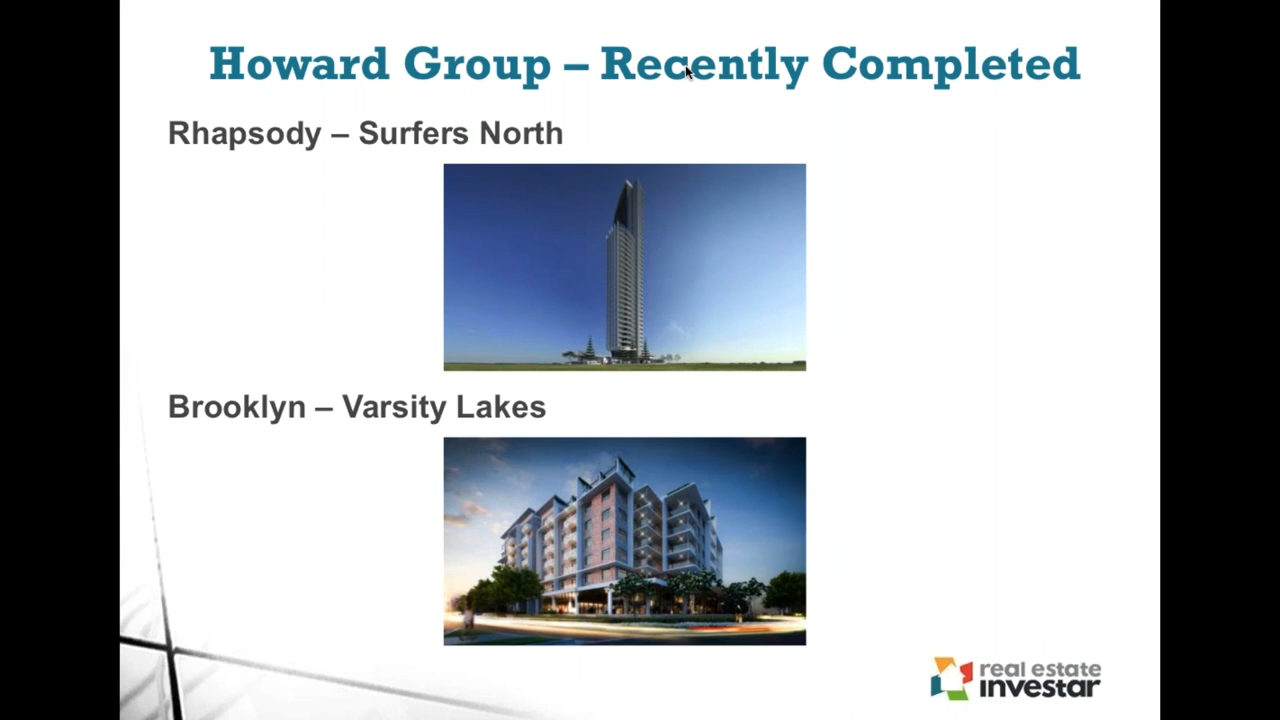 Howard Group – Recently Completed
Rhapsody – Surfers North
Brooklyn – Varsity Lakes
real estate
investar